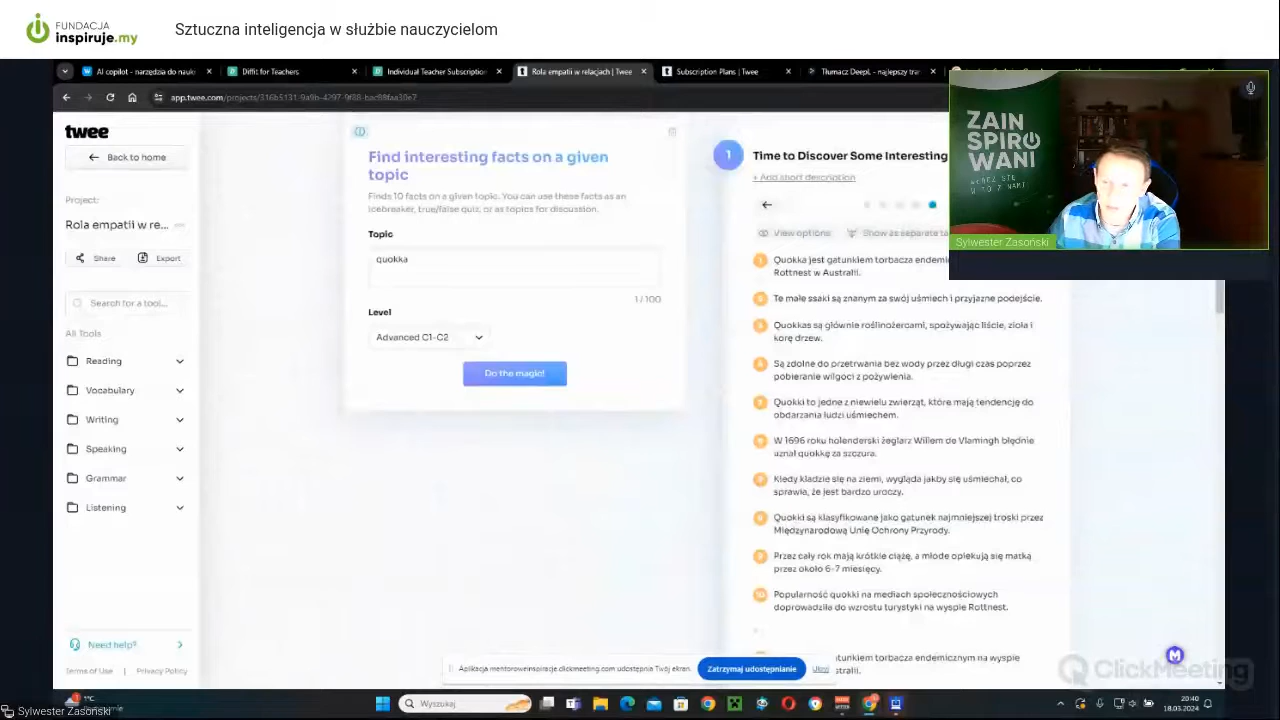 FUNDACJA
inspiruje.my
Sztuczna inteligencja w służbie nauczycielom
AI copilot - narzędzia do nauki
Diffit for Teachers
Individual Teacher Subscription
Rola empatii w relacjach | Twee
Subscription Plans | Twee
Tłumacz DeepL - najlepszy
app.twee.com/projects/
twee
Back to home
Project:
Rola empatii w re...
Share
Export
Search for a tool...
All Tools
Reading
Vocabulary
Writing
Speaking
Grammar
Listening
Need help?
Terms of Use | Privacy Policy
Find interesting facts on a given
topic
Finds 10 facts on a given topic. You can use these facts as an
icebreaker, true/false quiz, or as topics for discussion.
Topic
quokka
1 / 100
Level
Advanced C1-C2
Do the magic!
1
Time to Discover Some Interesting
+ Add short description
View options
Show as separate
Quokka jest gatunkiem torbacza
Rottnest w Australii.
Te małe ssaki są znanym za swój uśmiech i przyjazne podejście.
Quokkas są głównie roślinożercami, spożywając liście, zioła i
korę drzew.
Są zdolne do przetrwania bez wody przez długi czas poprzez
pobieranie wilgoci z pożywienia.
Quokki to jedne z niewielu zwierząt, które mają tendencję do
obdarzania ludzi uśmiechem.
W 1696 roku holenderski żeglarz Willem de Vlamingh błędnie
uznał quokkę za szczura.
Kiedy kładzie się na ziemi, wygląda jakby się uśmiechał, co
sprawia, że jest bardzo uroczy.
Quokki są klasyfikowane jako gatunek najmniejszej troski przez
Międzynarodową Unię Ochrony Przyrody.
Przez cały rok mają krótkie ciąże, a młode opiekują się matką
przez około 6-7 miesięcy.
10 Popularność quokki na mediach społecznościowych
doprowadziła do wzrostu turystyki na wyspie Rottnest.
torbacza endemicznym na wyspie
ZAIN
SPIRO
WANI
Sylwester Zasoński
Aplikacja mentoroweinspiracje.clickmeeting.com udostępnia Twój ekran.
Zatrzymaj udostępnianie
Ukryj
ClickMeeting
Wyszukaj
20:40
18.03.2024
Sylwester Zasoński